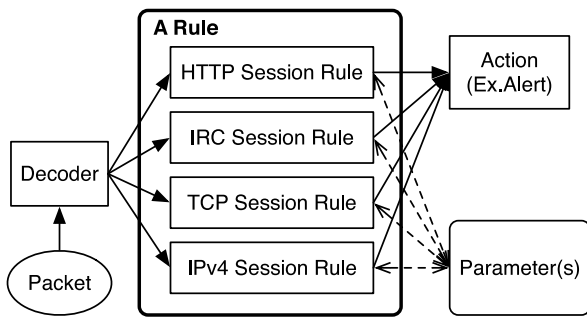 A Rule
HTTP Session Rule
Action
(Ex.Alert)
IRC Session Rule
Decoder
TCP Session Rule
IPv4 Session Rule
Packet
Parameter(s)